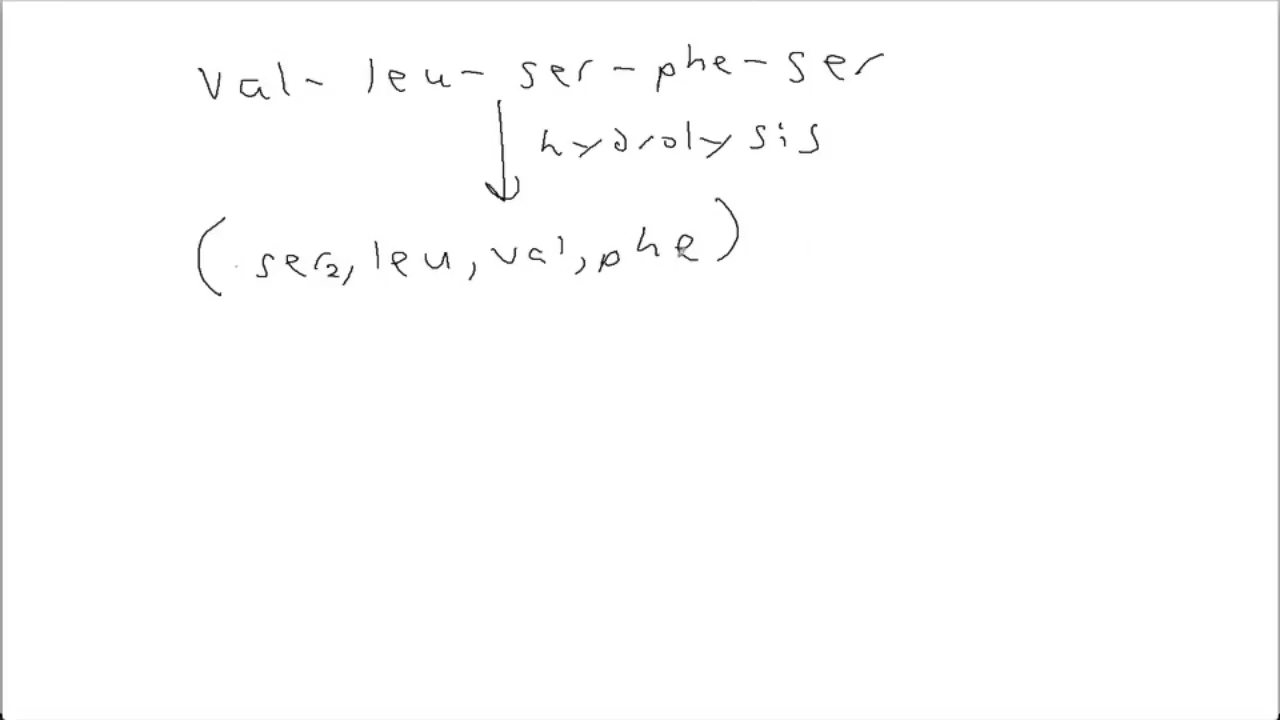 val- leu- ser - phe - ser
hydrolysis
(ser₂, leu, val, phe)